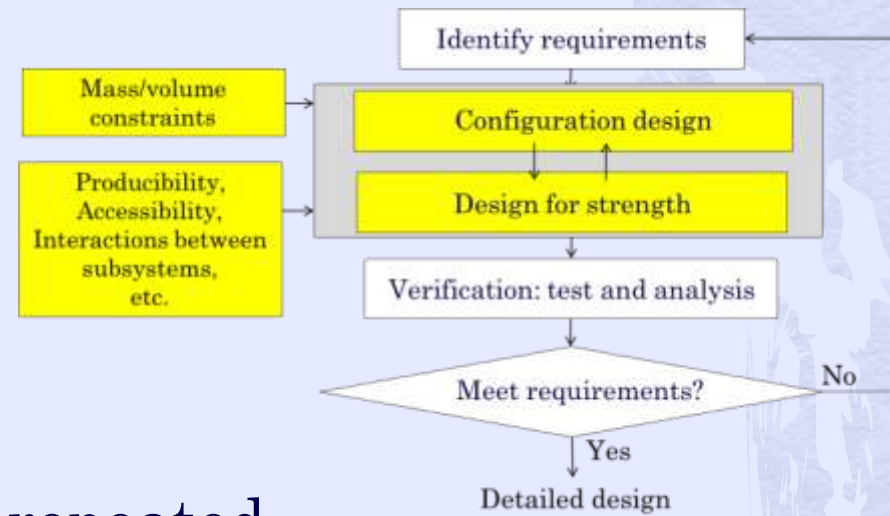 Identify requirements
Mass/volume
constraints
Configuration design
Producibility,
Accessibility,
Interactions between
subsystems,
etc.
Design for strength
Verification: test and analysis
Meet requirements?
No
Yes
Detailed design
repeated